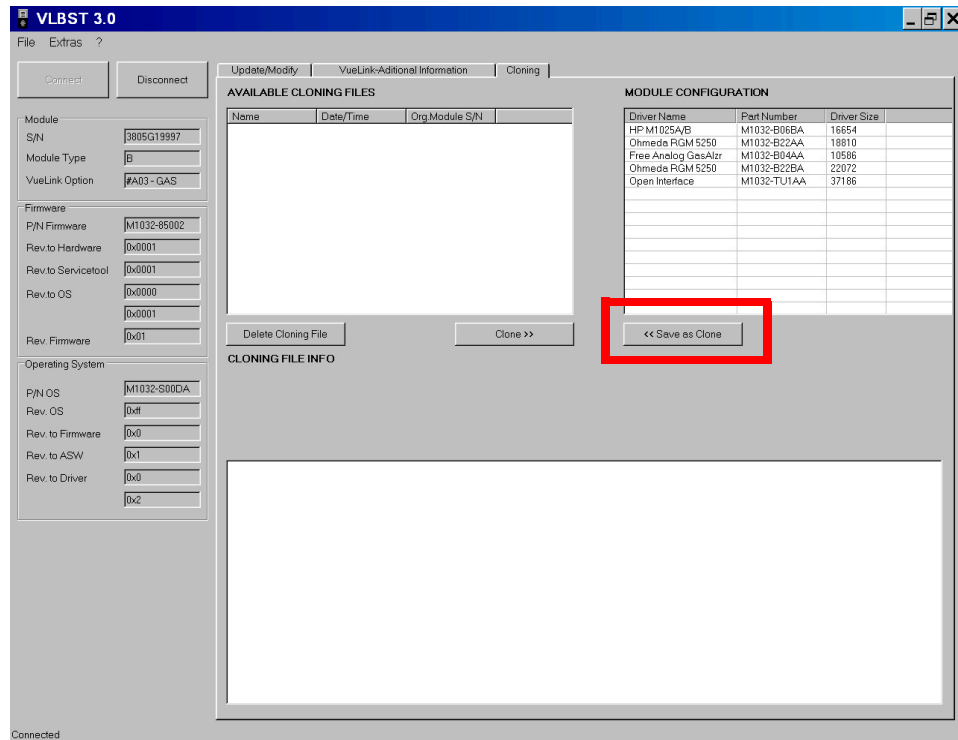 VLBST 3.0
File Extras ?
Connect Disconnect
Update/Modify VueLink-Aditional Information Cloning
Module
S/N 3805G19997
Module Type B
VueLink Option #A03 - GAS
Firmware
P/N Firmware M1032-85002
Rev.to Hardware 0x0001
Rev.to Servicetool 0x0001
Rev.to OS 0x0000
0x0001
Rev. Firmware 0x01
Operating System
P/N OS M1032-S00DA
Rev. OS 0xff
Rev. to Firmware 0x0
Rev. to ASW 0x1
Rev. to Driver 0x0
0x2
AVAILABLE CLONING FILES
Name Date/Time Org.Module S/N
Delete Cloning File Clone >>
MODULE CONFIGURATION
Driver Name Part Number Driver Size
HP M1025A/B M1032-B06BA 16654
Ohmeda RGM 5250 M1032-B22AA 18810
Free Analog GasAlzr M1032-B04AA 10586
Ohmeda RGM 5250 M1032-B22BA 22072
Open Interface M1032-TU1AA 37186
<< Save as Clone
CLONING FILE INFO
Connected